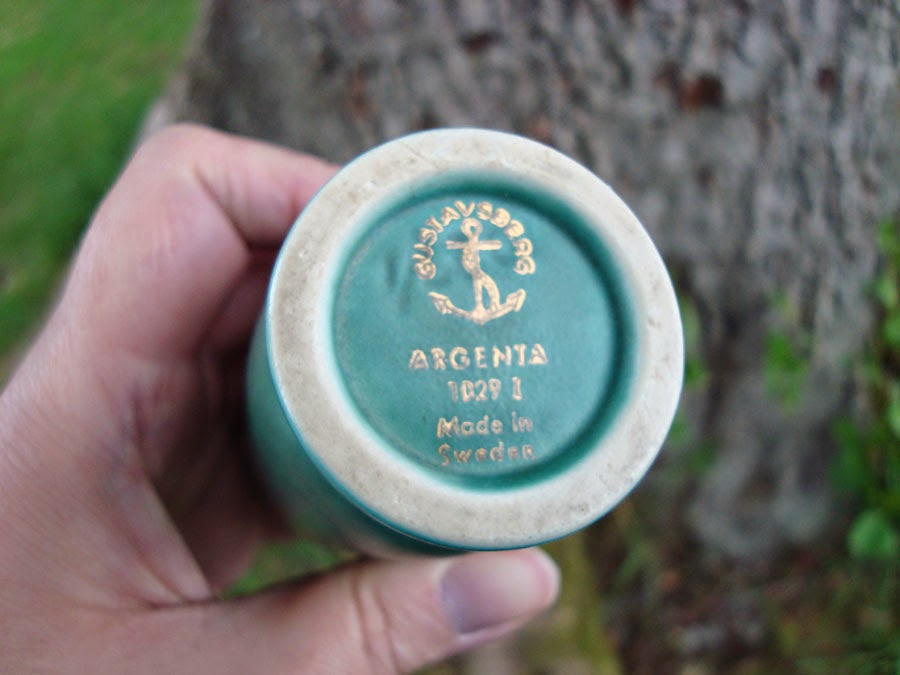 GUSTAVSBERG
ARGENTA
1029 I
Made in
Sweden